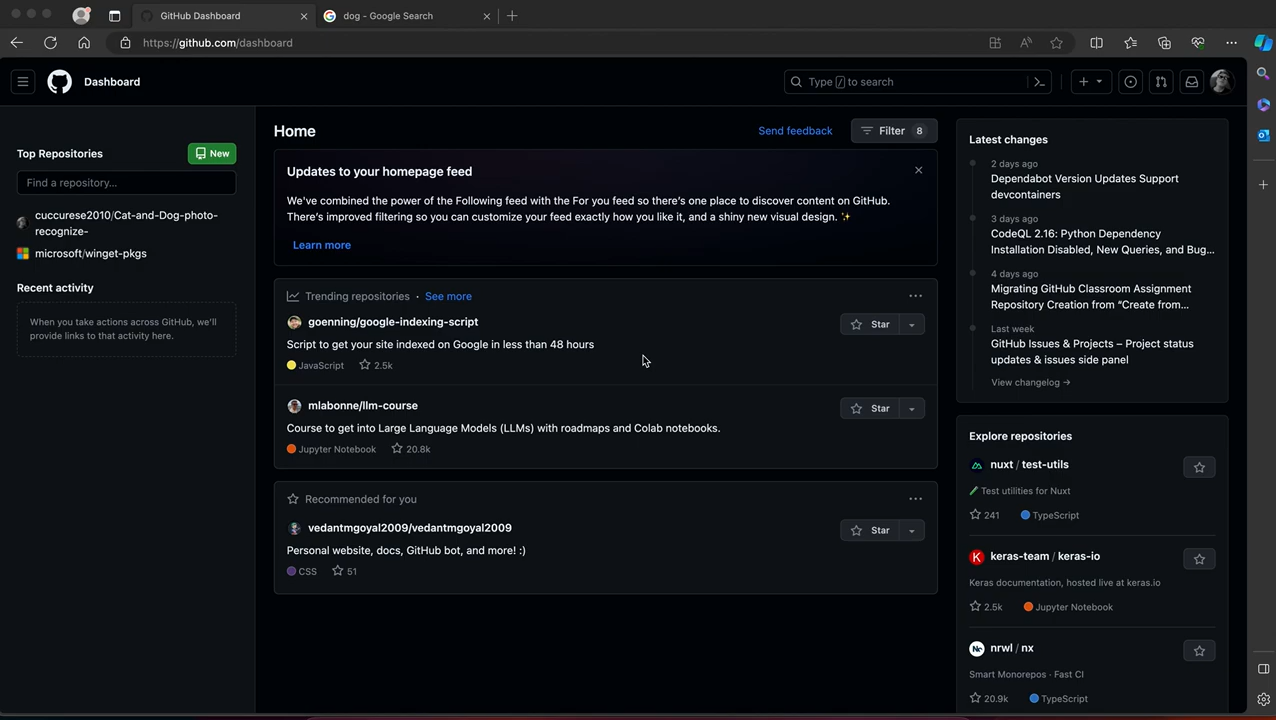 GitHub Dashboard
dog - Google Search
https://github.com/dashboard
Dashboard
Type / to search
Top Repositories
New
Find a repository...
cuccurese2010/Cat-and-Dog-photo-
recognize-
microsoft/winget-pkgs
Recent activity
When you take actions across GitHub, we'll
provide links to that activity here.
Home
Send feedback
Filter 8
Updates to your homepage feed
We've combined the power of the Following feed with the For you feed so there's one place to discover content on GitHub.
There's improved filtering so you can customize your feed exactly how you like it, and a shiny new visual design. ✨
Learn more
Trending repositories · See more
goenning/google-indexing-script
Star
Script to get your site indexed on Google in less than 48 hours
JavaScript 2.5k
mlabonne/llm-course
Star
Course to get into Large Language Models (LLMs) with roadmaps and Colab notebooks.
Jupyter Notebook 20.8k
Recommended for you
vedantmgoyal2009/vedantmgoyal2009
Star
Personal website, docs, GitHub bot, and more! :)
CSS 51
Latest changes
2 days ago
Dependabot Version Updates Support
devcontainers
3 days ago
CodeQL 2.16: Python Dependency
Installation Disabled, New Queries, and Bug...
4 days ago
Migrating GitHub Classroom Assignment
Repository Creation from “Create from...
Last week
GitHub Issues & Projects – Project status
updates & issues side panel
View changelog →
Explore repositories
nuxt / test-utils
Test utilities for Nuxt
241 TypeScript
K
keras-team / keras-io
Keras documentation, hosted live at keras.io
2.5k Jupyter Notebook
nrwl / nx
Smart Monorepos · Fast CI
20.9k TypeScript